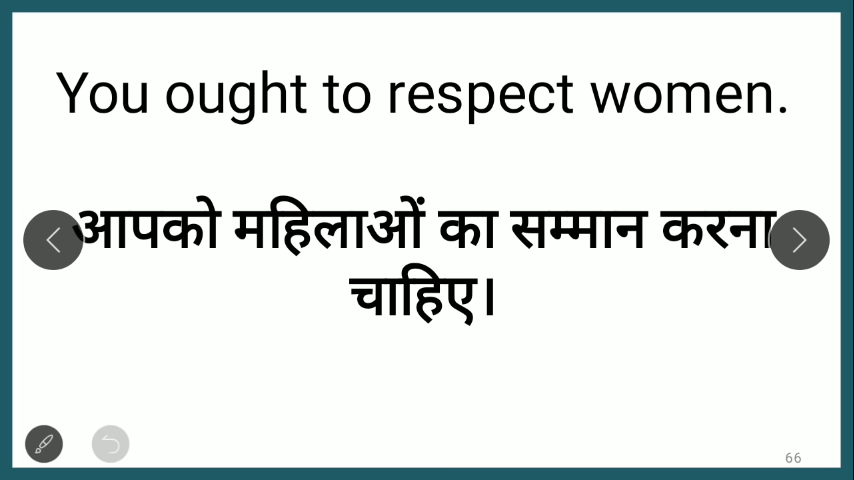 You ought to respect women.
आपको महिलाओं का सम्मान करना
चाहिए।
66